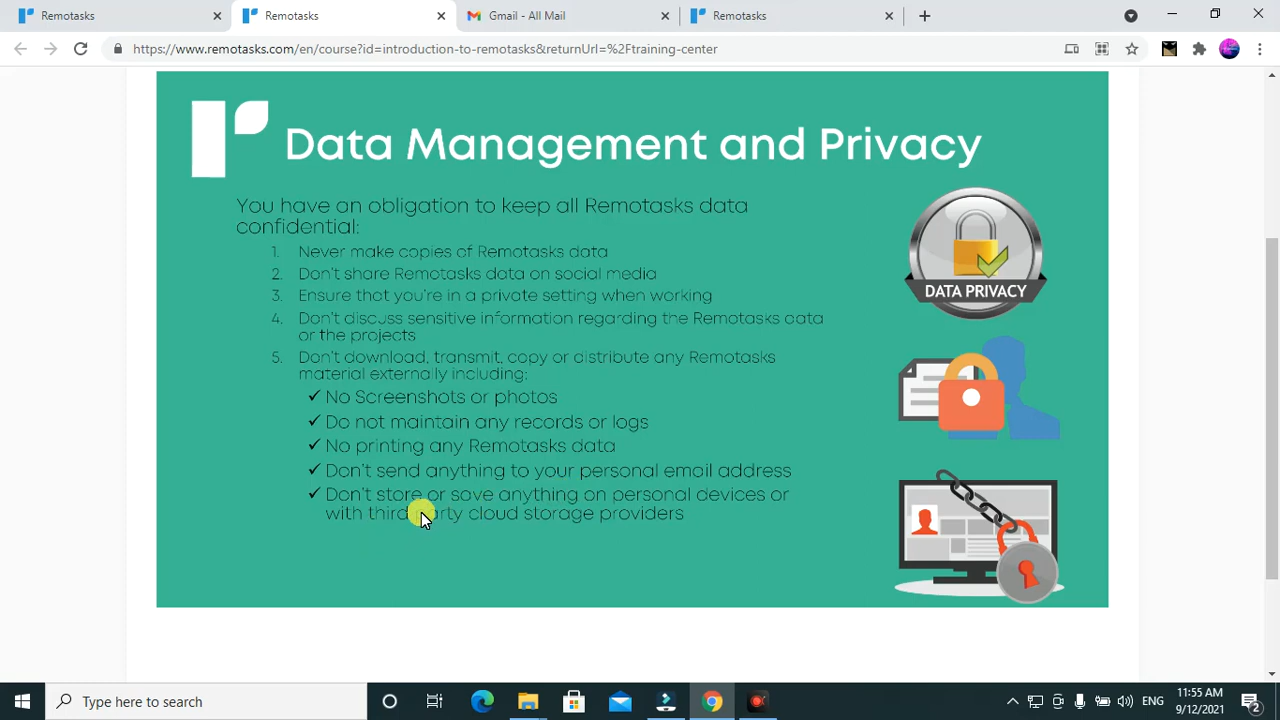 Remotasks
Remotasks
Gmail - All Mail
Remotasks
https://www.remotasks.com/en/course?id=introduction-to-remotasks&returnUrl=%2Ftraining-center
Data Management and Privacy
You have an obligation to keep all Remotasks data
confidential:
1. Never make copies of Remotasks data
2. Don't share Remotasks data on social media
3. Ensure that you're in a private setting when working
4. Don't discuss sensitive information regarding the Remotasks data
or the projects
5. Don't download, transmit, copy or distribute any Remotasks
material externally including:
✓ No Screenshots or photos
✓ Do not maintain any records or logs
✓ No printing any Remotasks data
✓ Don't send anything to your personal email address
✓ Don't store or save anything on personal devices or
with third party cloud storage providers
DATA PRIVACY
Type here to search
ENG
11:55 AM
9/12/2021
2